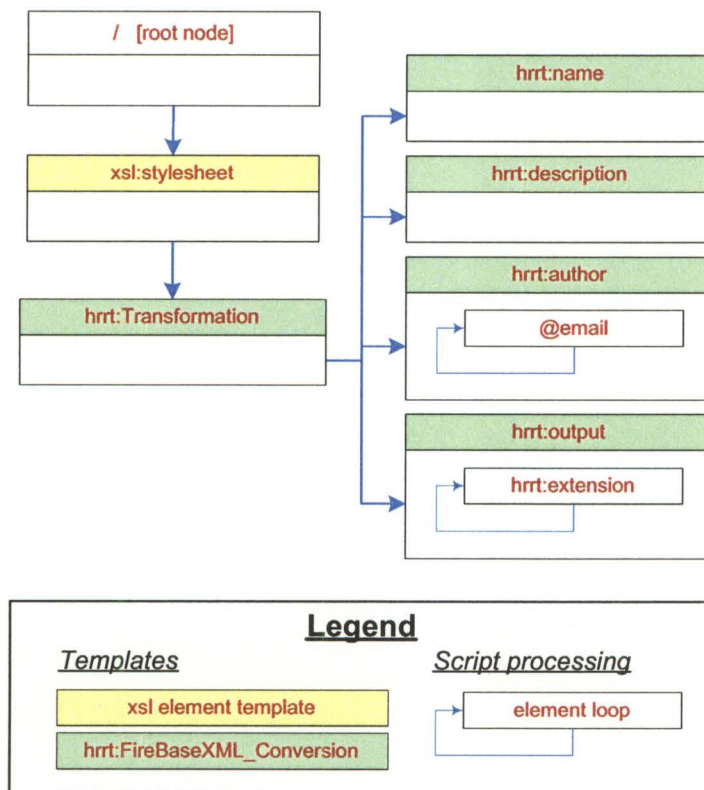 / [root node]
xsl:stylesheet
hrrt:Transformation
hrrt:name
hrrt:description
hrrt:author
@email
hrrt:output
hrrt:extension
Legend
Templates
xsl element template
hrrt:FireBaseXML_Conversion
Script processing
element loop